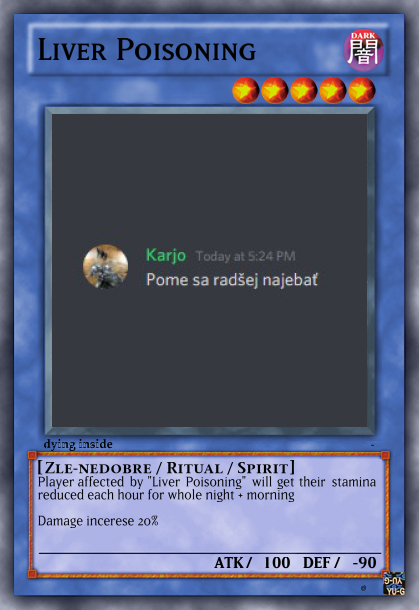 Liver Poisoning
DARK
闇
Karjo Today at 5:24 PM
Pome sa radšej najebať
dying inside -
[Zle-nedobre / Ritual / Spirit]
Player affected by "Liver Poisoning" will get their stamina
reduced each hour for whole night + morning
Damage incerese 20%
ATK/ 100 DEF/ -90